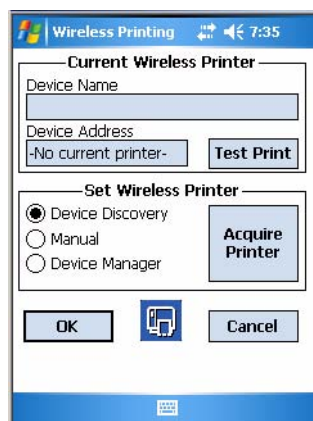 Wireless Printing 7:35
Current Wireless Printer
Device Name
Device Address
-No current printer- Test Print
Set Wireless Printer
Device Discovery
Manual
Device Manager
Acquire Printer
OK Cancel